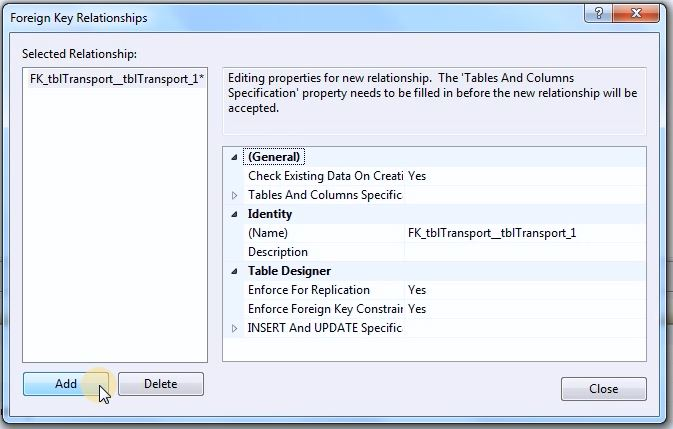 Foreign Key Relationships
?
Selected Relationship:
FK_tblTransport__tblTransport_1*
Editing properties for new relationship. The 'Tables And Columns
Specification' property needs to be filled in before the new relationship will be
accepted.
(General)
Check Existing Data On Creati Yes
Tables And Columns Specific
Identity
(Name) FK_tblTransport__tblTransport_1
Description
Table Designer
Enforce For Replication Yes
Enforce Foreign Key Constrain Yes
INSERT And UPDATE Specific
Add
Delete
Close